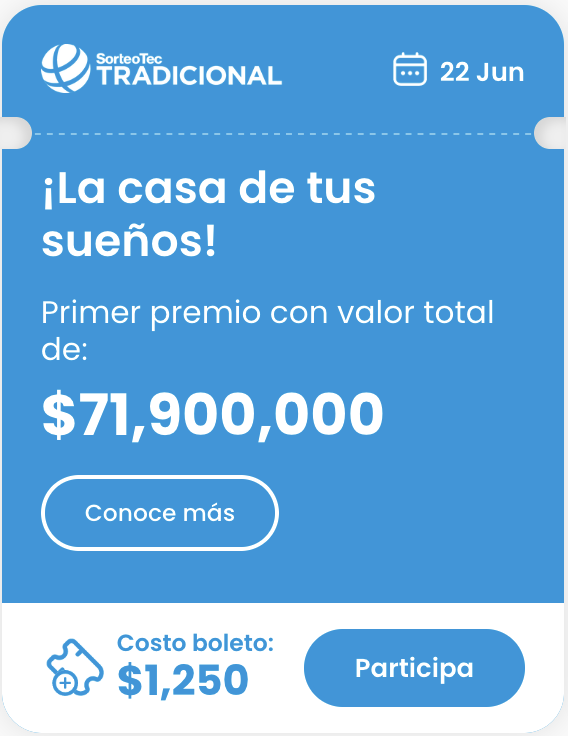 SorteoTec
TRADICIONAL
22 Jun
¡La casa de tus
sueños!
Primer premio con valor total
de:
$71,900,000
Conoce más
Costo boleto:
$1,250
Participa